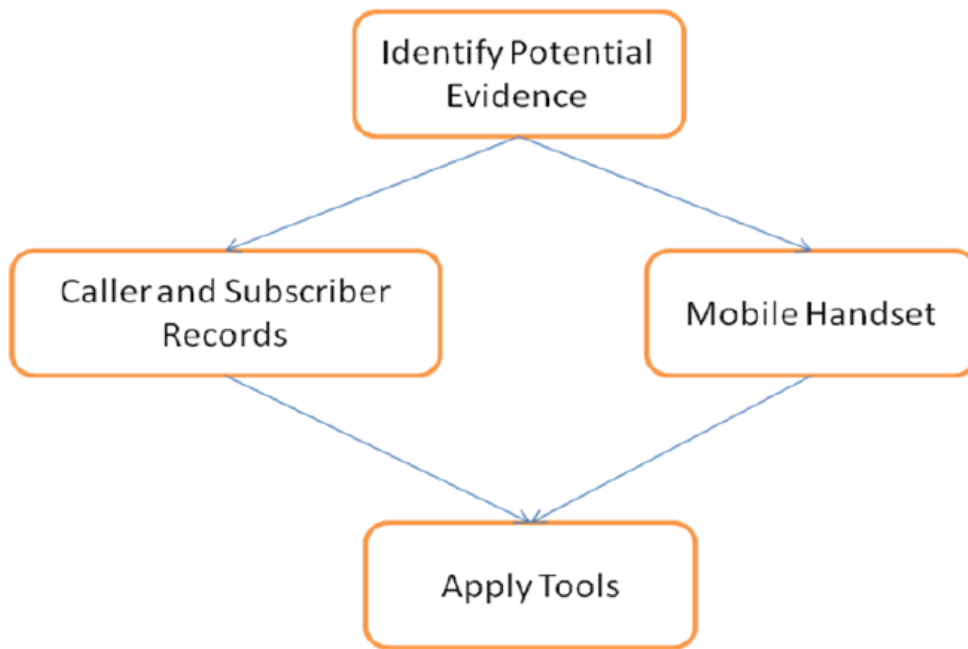 Identify Potential
Evidence
Caller and Subscriber
Records
Mobile Handset
Apply Tools